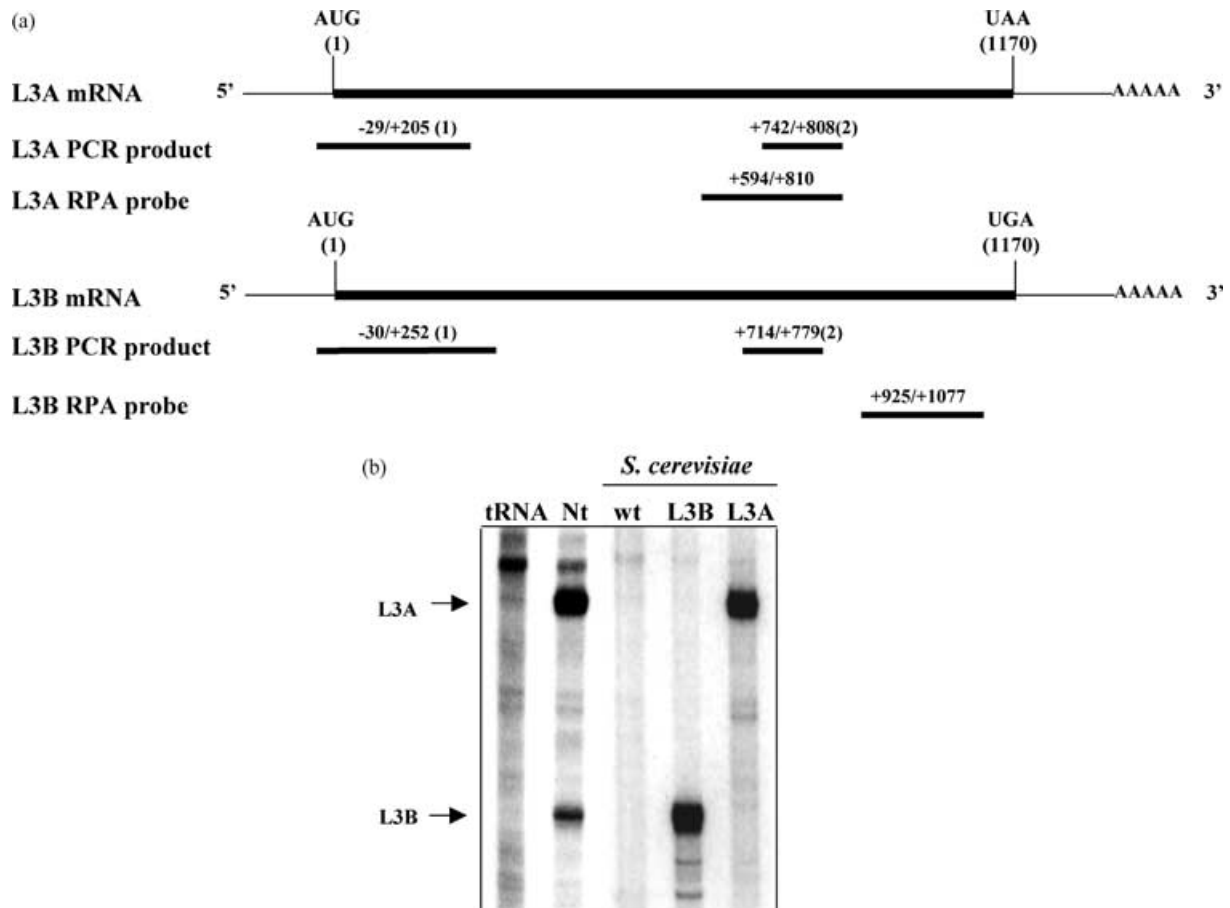 (a)
AUG UAA
(1) (1170)
L3A mRNA 5’ AAAAA 3’
-29/+205 (1) +742/+808(2)
L3A PCR product
+594/+810
L3A RPA probe
AUG UGA
(1) (1170)
L3B mRNA 5’ AAAAA 3’
-30/+252 (1) +714/+779(2)
L3B PCR product
+925/+1077
L3B RPA probe
(b) S. cerevisiae
tRNA Nt wt L3B L3A
L3A
L3B